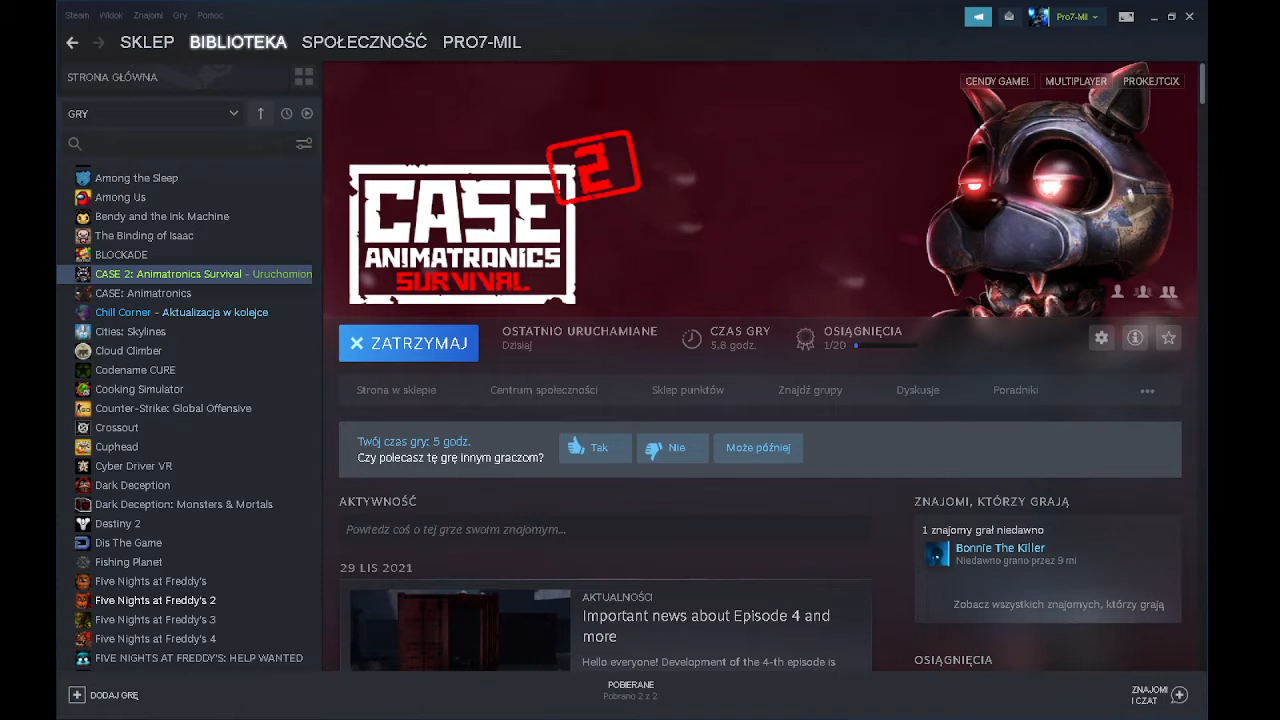 Steam Widok Znajomi Gry Pomoc
Pro7-Mil
SKLEP BIBLIOTEKA SPOŁECZNOŚĆ PRO7-MIL
STRONA GŁÓWNA
GRY
Among the Sleep
Among Us
Bendy and the Ink Machine
The Binding of Isaac
BLOCKADE
CASE 2: Animatronics Survival - Uruchomion
CASE: Animatronics
Chill Corner - Aktualizacja w kolejce
Cities: Skylines
Cloud Climber
Codename CURE
Cooking Simulator
Counter-Strike: Global Offensive
Crossout
Cuphead
Cyber Driver VR
Dark Deception
Dark Deception: Monsters & Mortals
Destiny 2
Dis The Game
Fishing Planet
Five Nights at Freddy's
Five Nights at Freddy's 2
Five Nights at Freddy's 3
Five Nights at Freddy's 4
FIVE NIGHTS AT FREDDY'S: HELP WANTED
DODAJ GRĘ
CENDY GAME! MULTIPLAYER PROKEJTCIX
2
CASE
ANIMATRONICS
SURVIVAL
ZATRZYMAJ
OSTATNIO URUCHAMIANE
Dzisiaj
CZAS GRY
5,8 godz.
OSIĄGNIĘCIA
1/20
Strona w sklepie Centrum społeczności Sklep punktów Znajdź grupy Dyskusje Poradniki
Twój czas gry: 5 godz.
Czy polecasz tę grę innym graczom?
Tak Nie Może później
AKTYWNOŚĆ
Powiedz coś o tej grze swoim znajomym...
29 LIS 2021
AKTUALNOŚCI
Important news about Episode 4 and
more
Hello everyone! Development of the 4-th episode is
ZNAJOMI, KTÓRZY GRAJĄ
1 znajomy grał niedawno
Bonnie The Killer
Niedawno grano przez 9 mi
Zobacz wszystkich znajomych, którzy grają
OSIĄGNIĘCIA
POBIERANE
Pobrano 2 z 2
ZNAJOMI
I CZAT